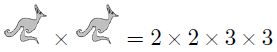 × = 2 × 2 × 3 × 3